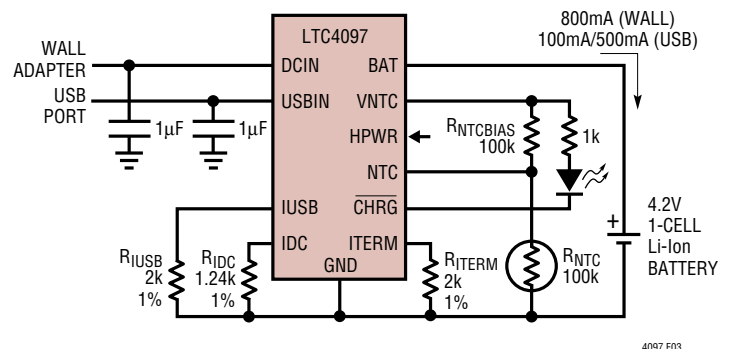 800mA (WALL)
100mA/500mA (USB)
LTC4097
WALL
ADAPTER
USB
PORT
DCIN
USBIN
IUSB
IDC
GND
BAT
VNTC
HPWR
NTC
CHRG
ITERM
1µF
1µF
RNTCBIAS
100k
1k
RIUSB
2k
1%
RIDC
1.24k
1%
RITERM
2k
1%
RNTC
100k
+
4.2V
1-CELL
Li-Ion
BATTERY
4097 F03